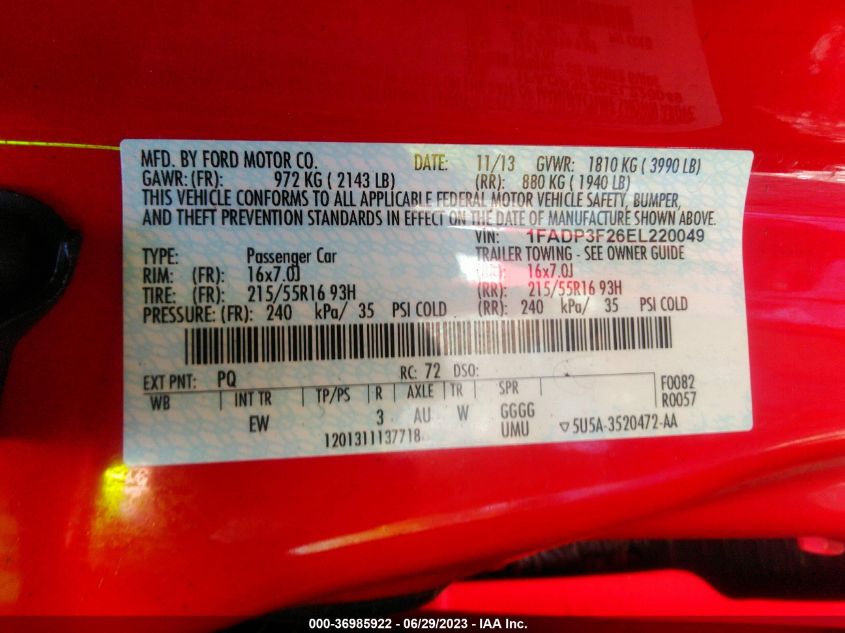 MFD. BY FORD MOTOR CO. DATE: 11/13 GVWR: 1810 KG ( 3990 LB)
GAWR: (FR): 972 KG ( 2143 LB) (RR): 880 KG ( 1940 LB)
THIS VEHICLE CONFORMS TO ALL APPLICABLE FEDERAL MOTOR VEHICLE SAFETY, BUMPER,
AND THEFT PREVENTION STANDARDS IN EFFECT ON THE DATE OF MANUFACTURE SHOWN ABOVE.
VIN: 1FADP3F26EL220049
TYPE: Passenger Car TRAILER TOWING - SEE OWNER GUIDE
RIM: (FR): 16x7.0J (RR): 16x7.0J
TIRE: (FR): 215/55R16 93H (RR): 215/55R16 93H
PRESSURE: (FR): 240 kPa/ 35 PSI COLD (RR): 240 kPa/ 35 PSI COLD
EXT PNT: PQ RC: 72 DSO: F0082
WB INT TR TP/PS R AXLE TR SPR R0057
EW 3 AU W GGGG
1201311137718 UMU ▽5U5A-3520472-AA
000-36985922 - 06/29/2023 - IAA Inc.